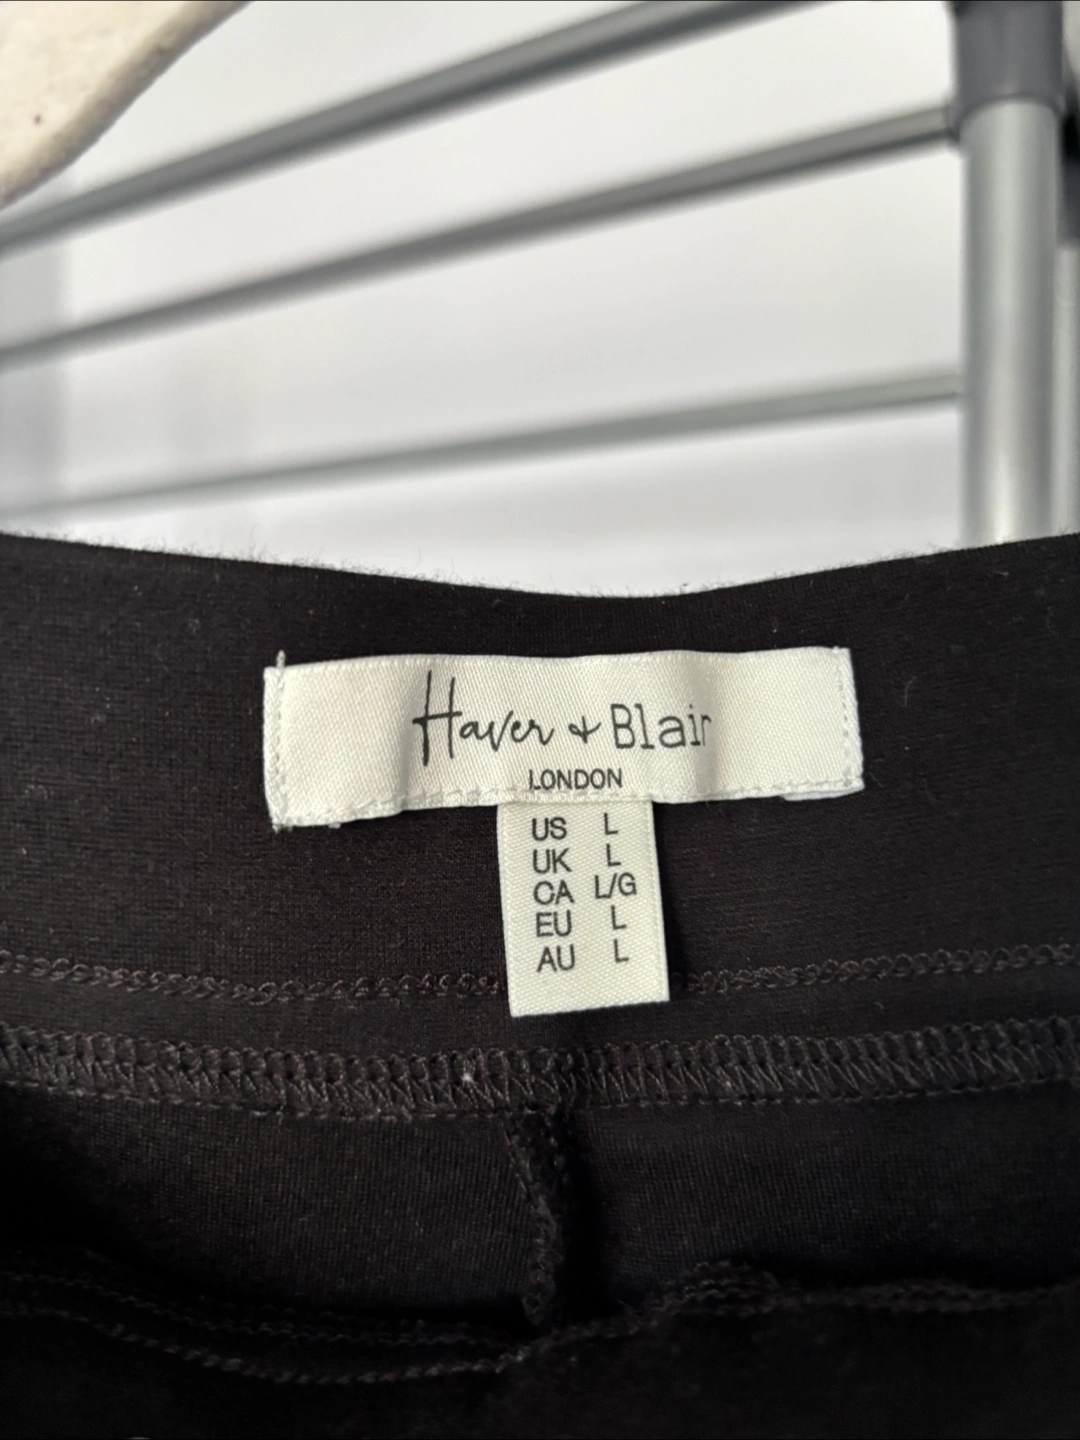 Haver & Blair
LONDON
US L
UK L
CA L/G
EU L
AU L